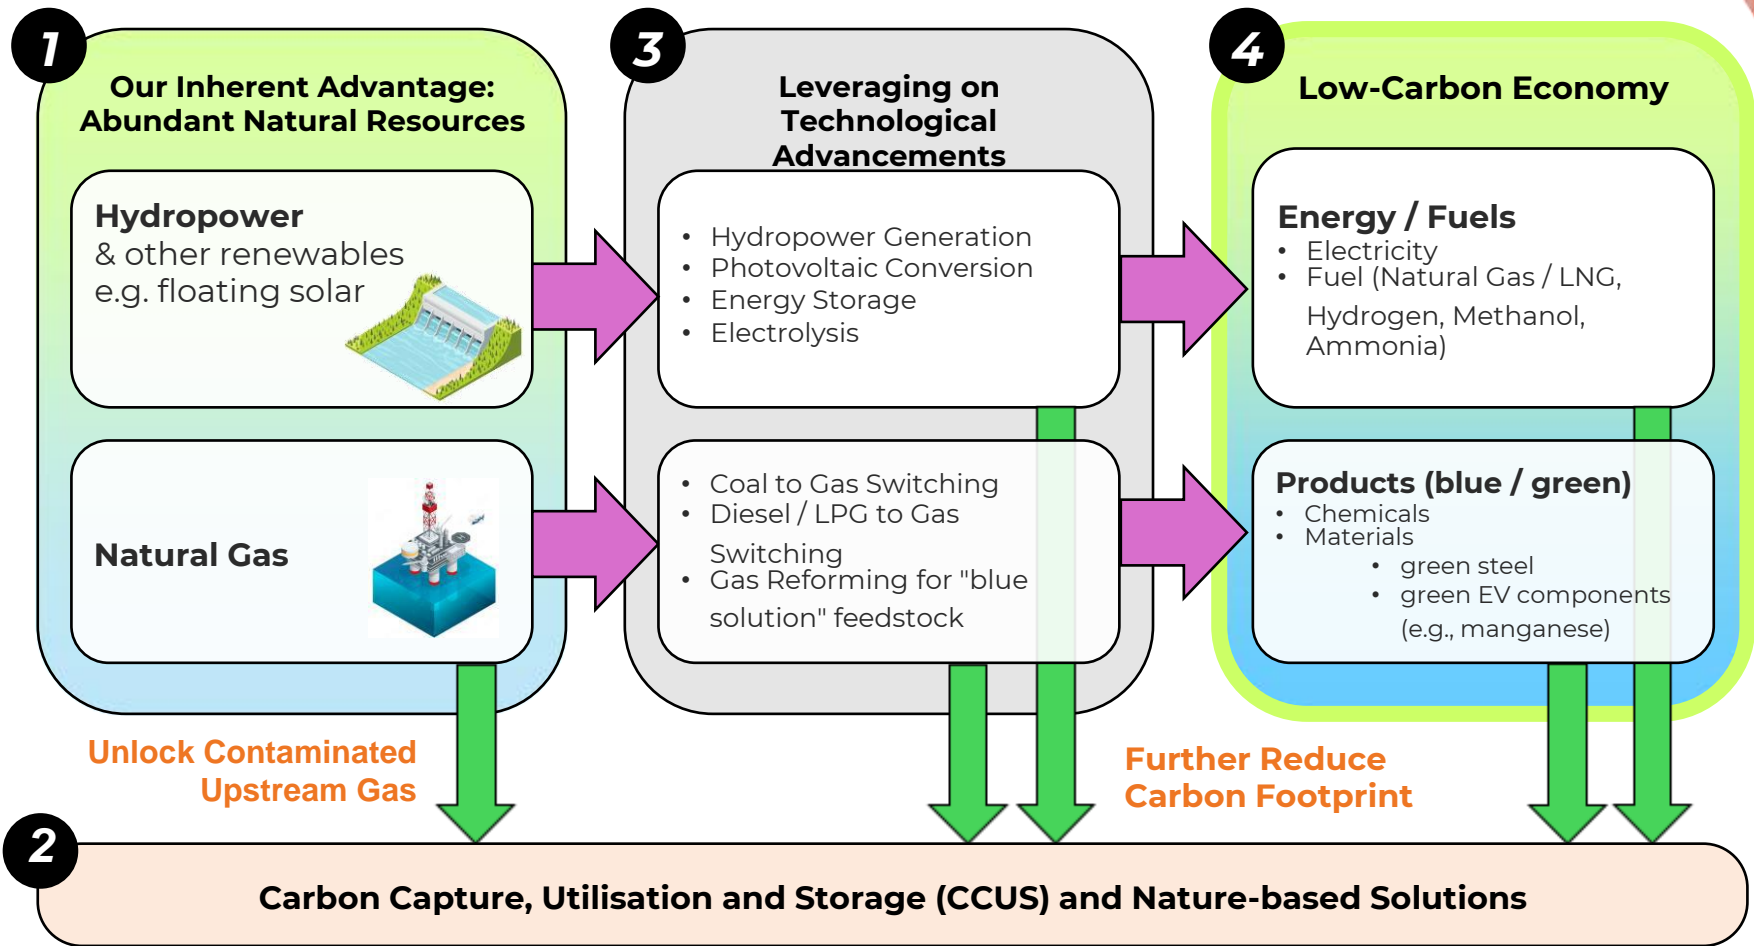 1
Our Inherent Advantage:
Abundant Natural Resources
Hydropower
& other renewables
e.g. floating solar
Natural Gas
3
Leveraging on
Technological
Advancements
• Hydropower Generation
• Photovoltaic Conversion
• Energy Storage
• Electrolysis
• Coal to Gas Switching
• Diesel / LPG to Gas
Switching
• Gas Reforming for "blue
solution" feedstock
4
Low-Carbon Economy
Energy / Fuels
• Electricity
• Fuel (Natural Gas / LNG,
Hydrogen, Methanol,
Ammonia)
Products (blue / green)
• Chemicals
• Materials
• green steel
• green EV components
(e.g., manganese)
Unlock Contaminated
Upstream Gas
Further Reduce
Carbon Footprint
2
Carbon Capture, Utilisation and Storage (CCUS) and Nature-based Solutions